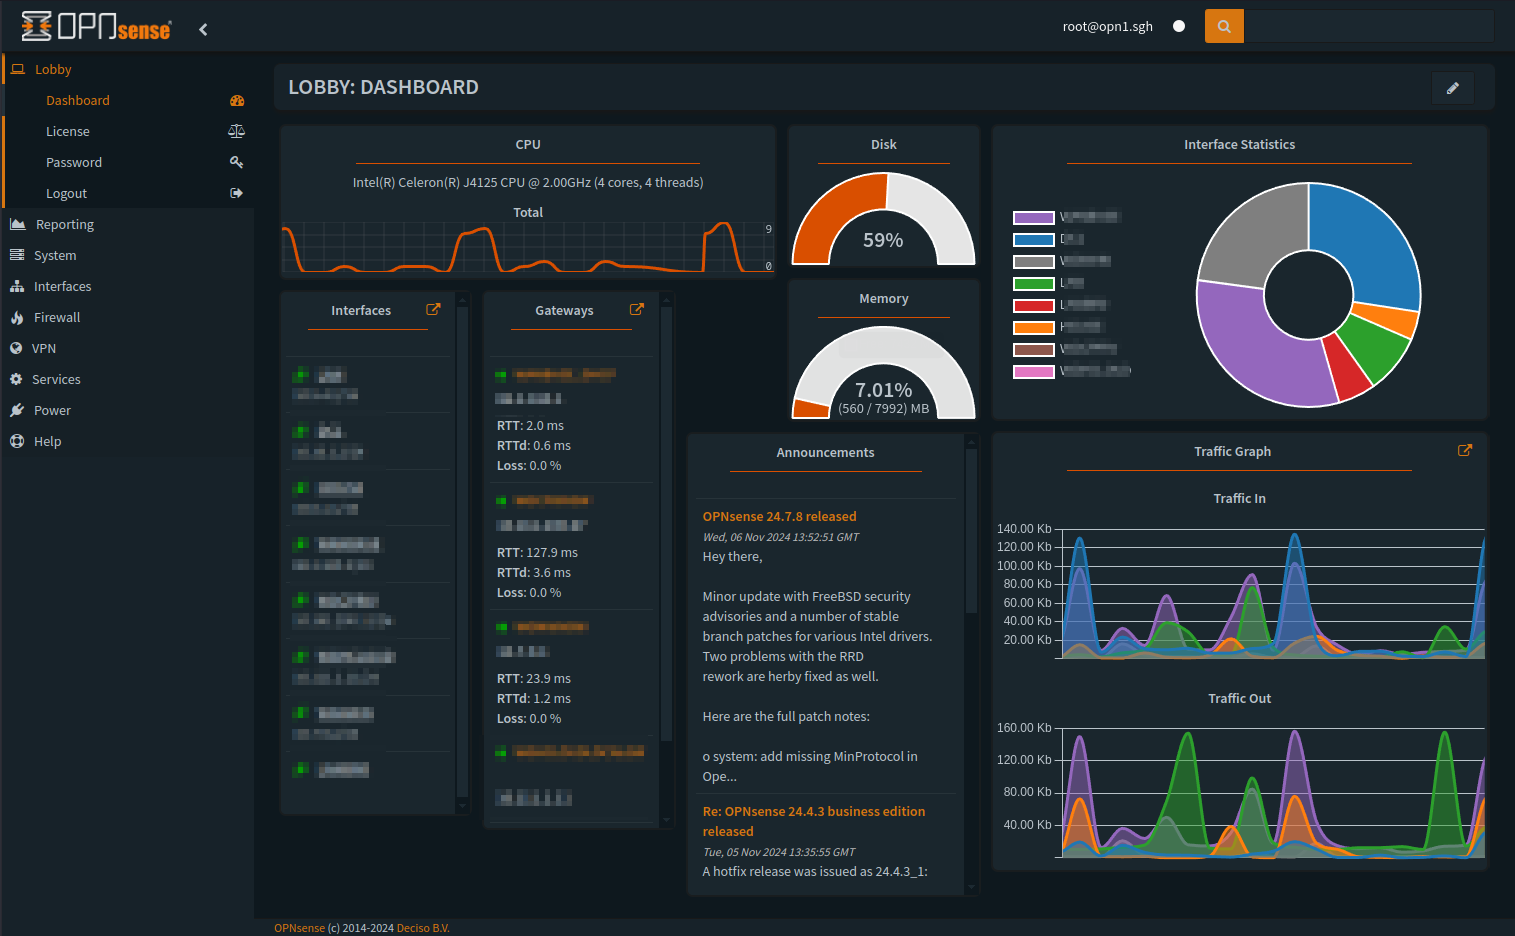 OPNsense
root@opn1.sgh
Lobby
Dashboard
License
Password
Logout
Reporting
System
Interfaces
Firewall
VPN
Services
Power
Help
LOBBY: DASHBOARD
CPU
Intel(R) Celeron(R) J4125 CPU @ 2.00GHz (4 cores, 4 threads)
Total
9
0
Disk
59%
Memory
7.01%
(560 / 7992) MB
Interface Statistics
Interfaces
Gateways
RTT: 2.0 ms
RTTd: 0.6 ms
Loss: 0.0 %
RTT: 127.9 ms
RTTd: 3.6 ms
Loss: 0.0 %
RTT: 23.9 ms
RTTd: 1.2 ms
Loss: 0.0 %
Announcements
OPNsense 24.7.8 released
Wed, 06 Nov 2024 13:52:51 GMT
Hey there,
Minor update with FreeBSD security
advisories and a number of stable
branch patches for various Intel drivers.
Two problems with the RRD
rework are herby fixed as well.
Here are the full patch notes:
o system: add missing MinProtocol in
Ope...
Re: OPNsense 24.4.3 business edition
released
Tue, 05 Nov 2024 13:35:55 GMT
A hotfix release was issued as 24.4.3_1:
Traffic Graph
Traffic In
140.00 Kb
120.00 Kb
100.00 Kb
80.00 Kb
60.00 Kb
40.00 Kb
20.00 Kb
Traffic Out
160.00 Kb
120.00 Kb
80.00 Kb
40.00 Kb
OPNsense (c) 2014-2024 Deciso B.V.